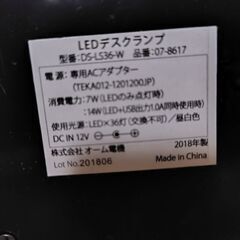 LEDデスクランプ
型番：DS-LS36-W 品番：07-8617
電源：専用ACアダプター
(TEKA012-1201200JP)
消費電力：7W (LEDのみ点灯時)
：14W (LED+USB出力1.0A同時使用時)
使用光源：LED×36灯 (交換不可) / 昼白色
DC IN 12V
株式会社 オーム電機 2018年製
Lot No.201806 Made in China